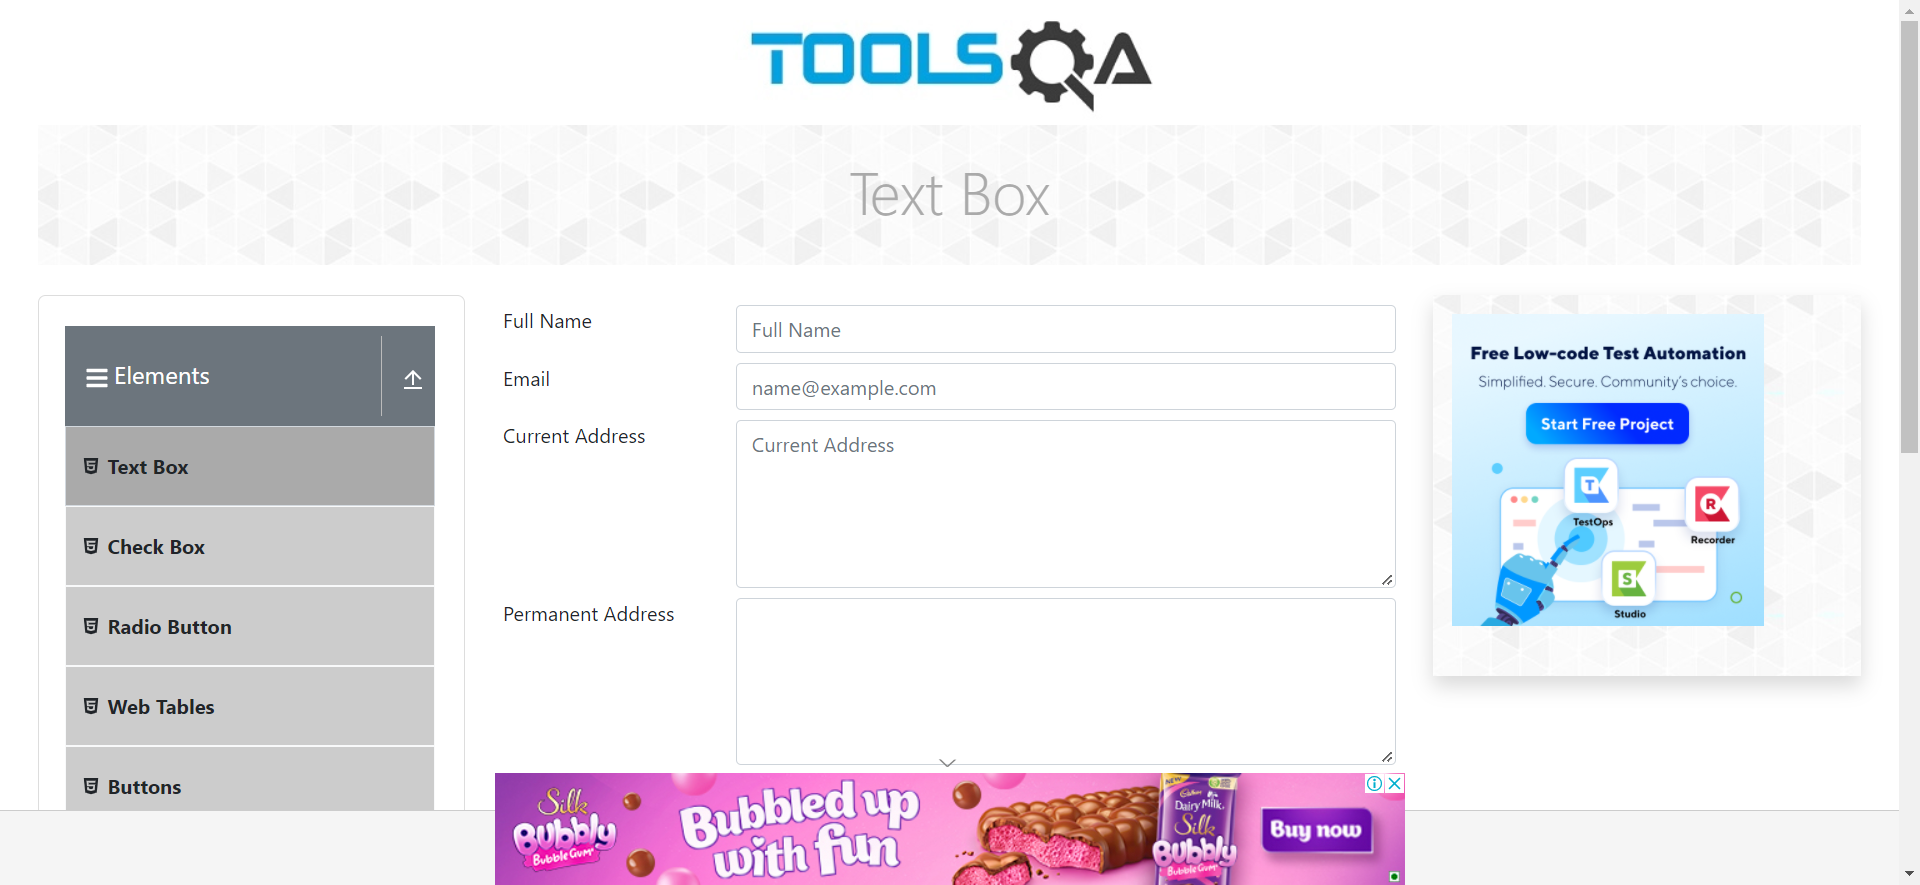 TOOLSQA
Text Box
Elements
Text Box
Check Box
Radio Button
Web Tables
Buttons
Full Name
Full Name
Email
name@example.com
Current Address
Current Address
Permanent Address
Free Low-code Test Automation
Simplified. Secure. Community's choice.
Start Free Project
T
TestOps
R
Recorder
S
Studio
Silk
Bubbly
Bubble Gum
Bubbled up
with fun
NEW
Cadbury
Dairy Milk
Silk
Bubbly
Bubble Gum
Buy now